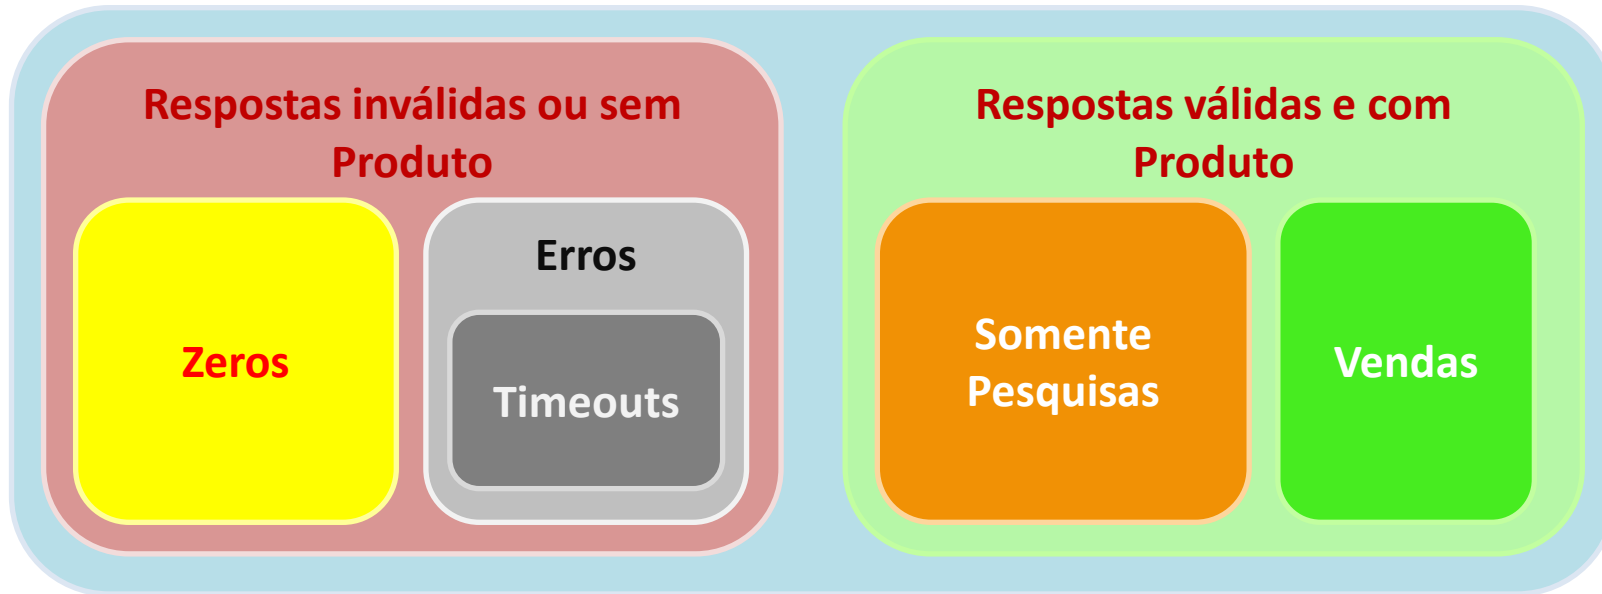 Respostas inválidas ou sem
Produto
Zeros
Erros
Timeouts
Respostas válidas e com
Produto
Somente
Pesquisas
Vendas